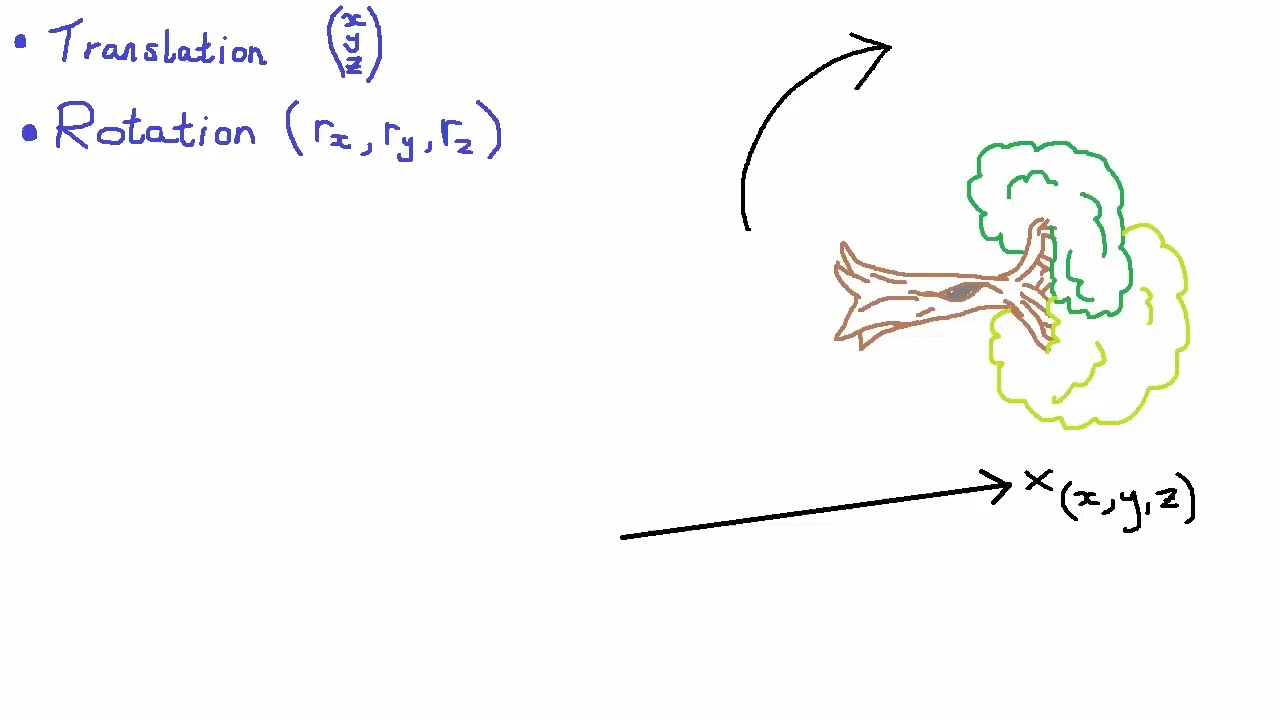 • Translation (x y z)
• Rotation (rx, ry, rz)
× (x, y, z)